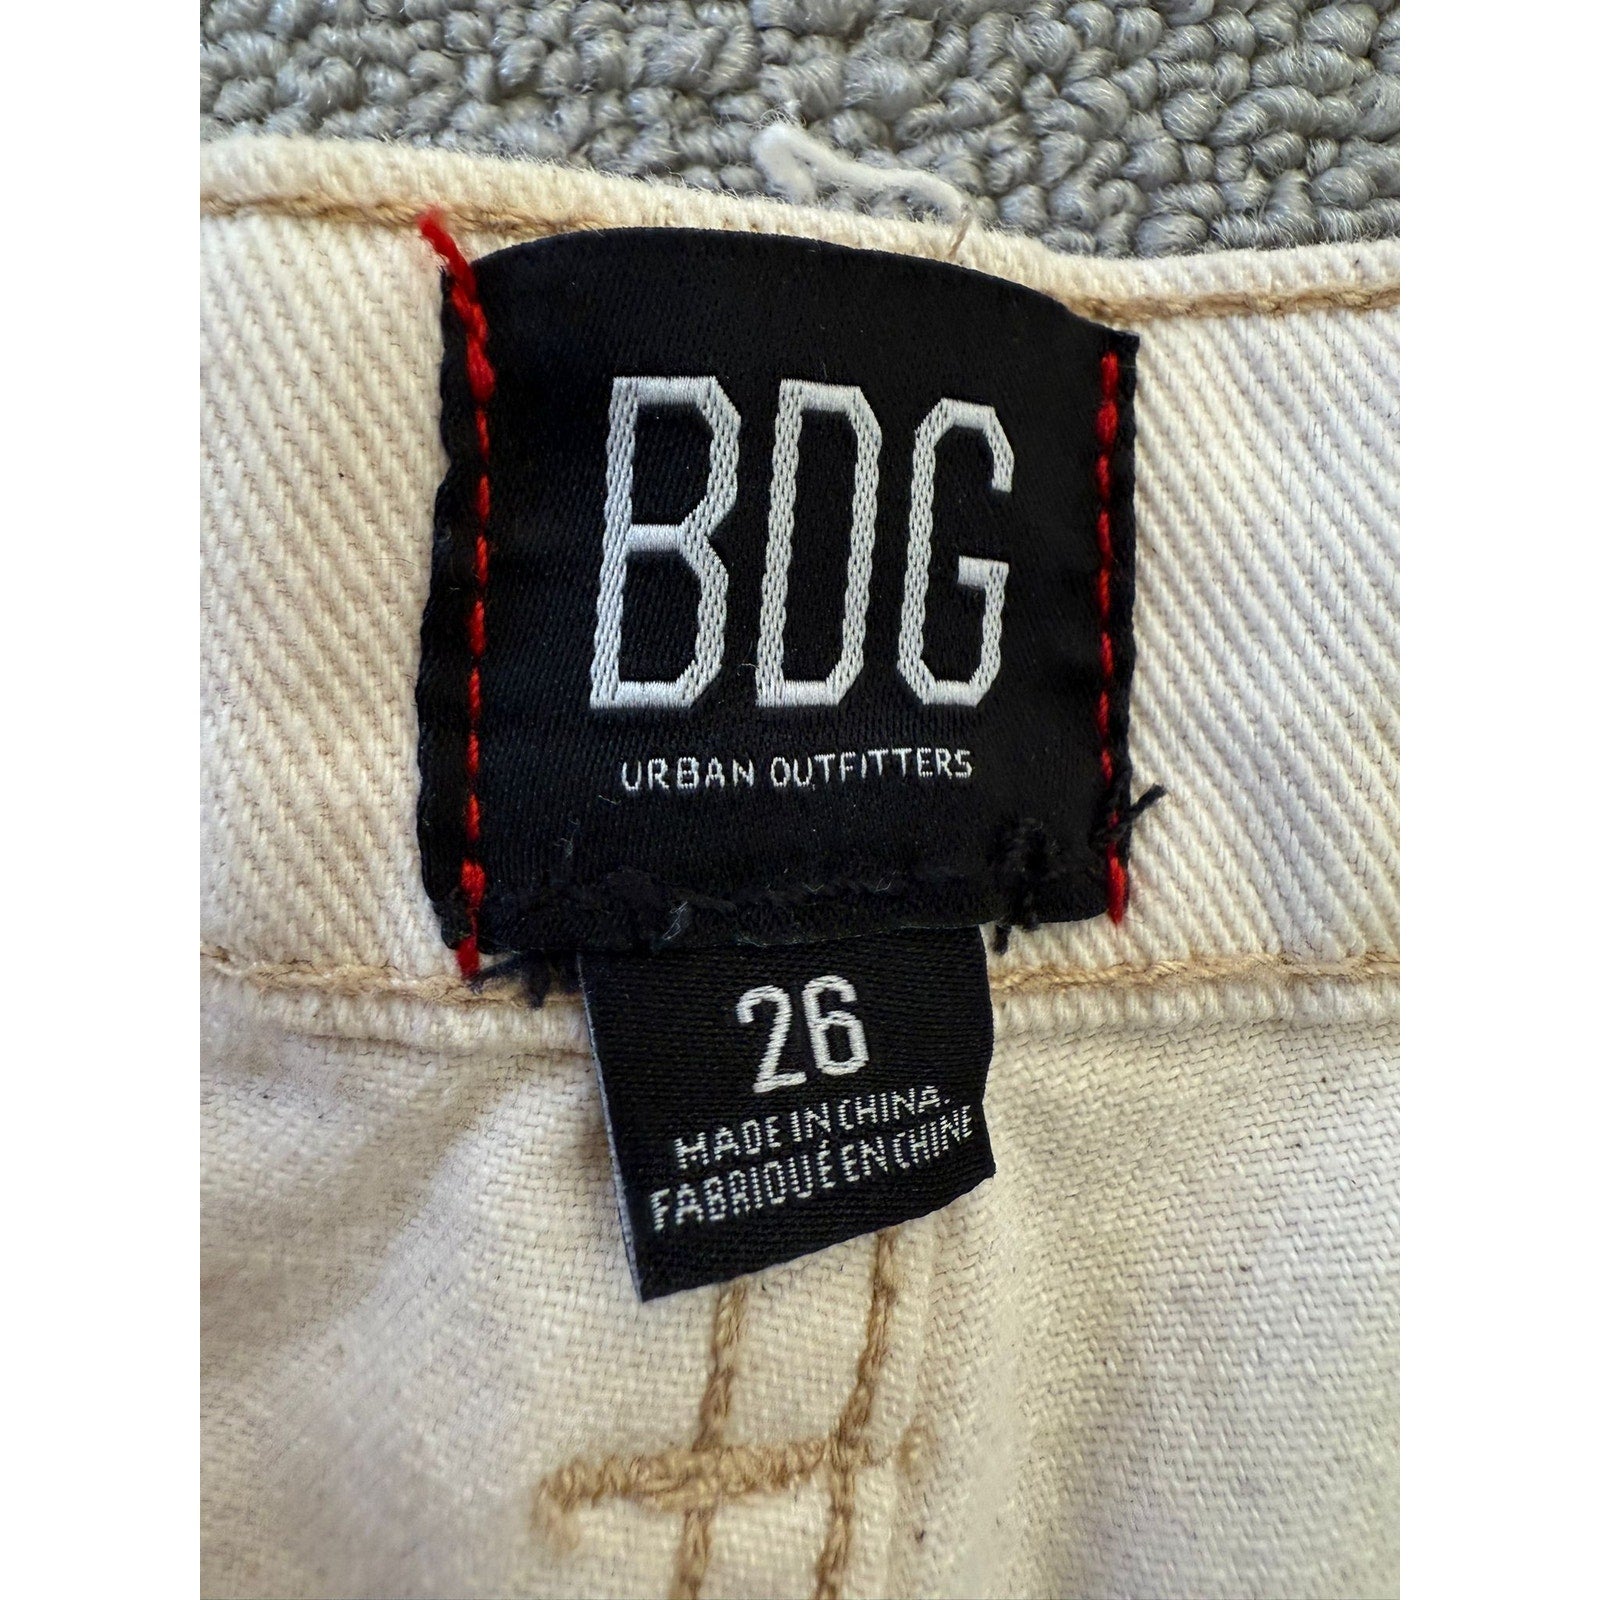 BDG
URBAN OUTFITTERS
26
MADE IN CHINA.
FABRIQUÉ EN CHINE